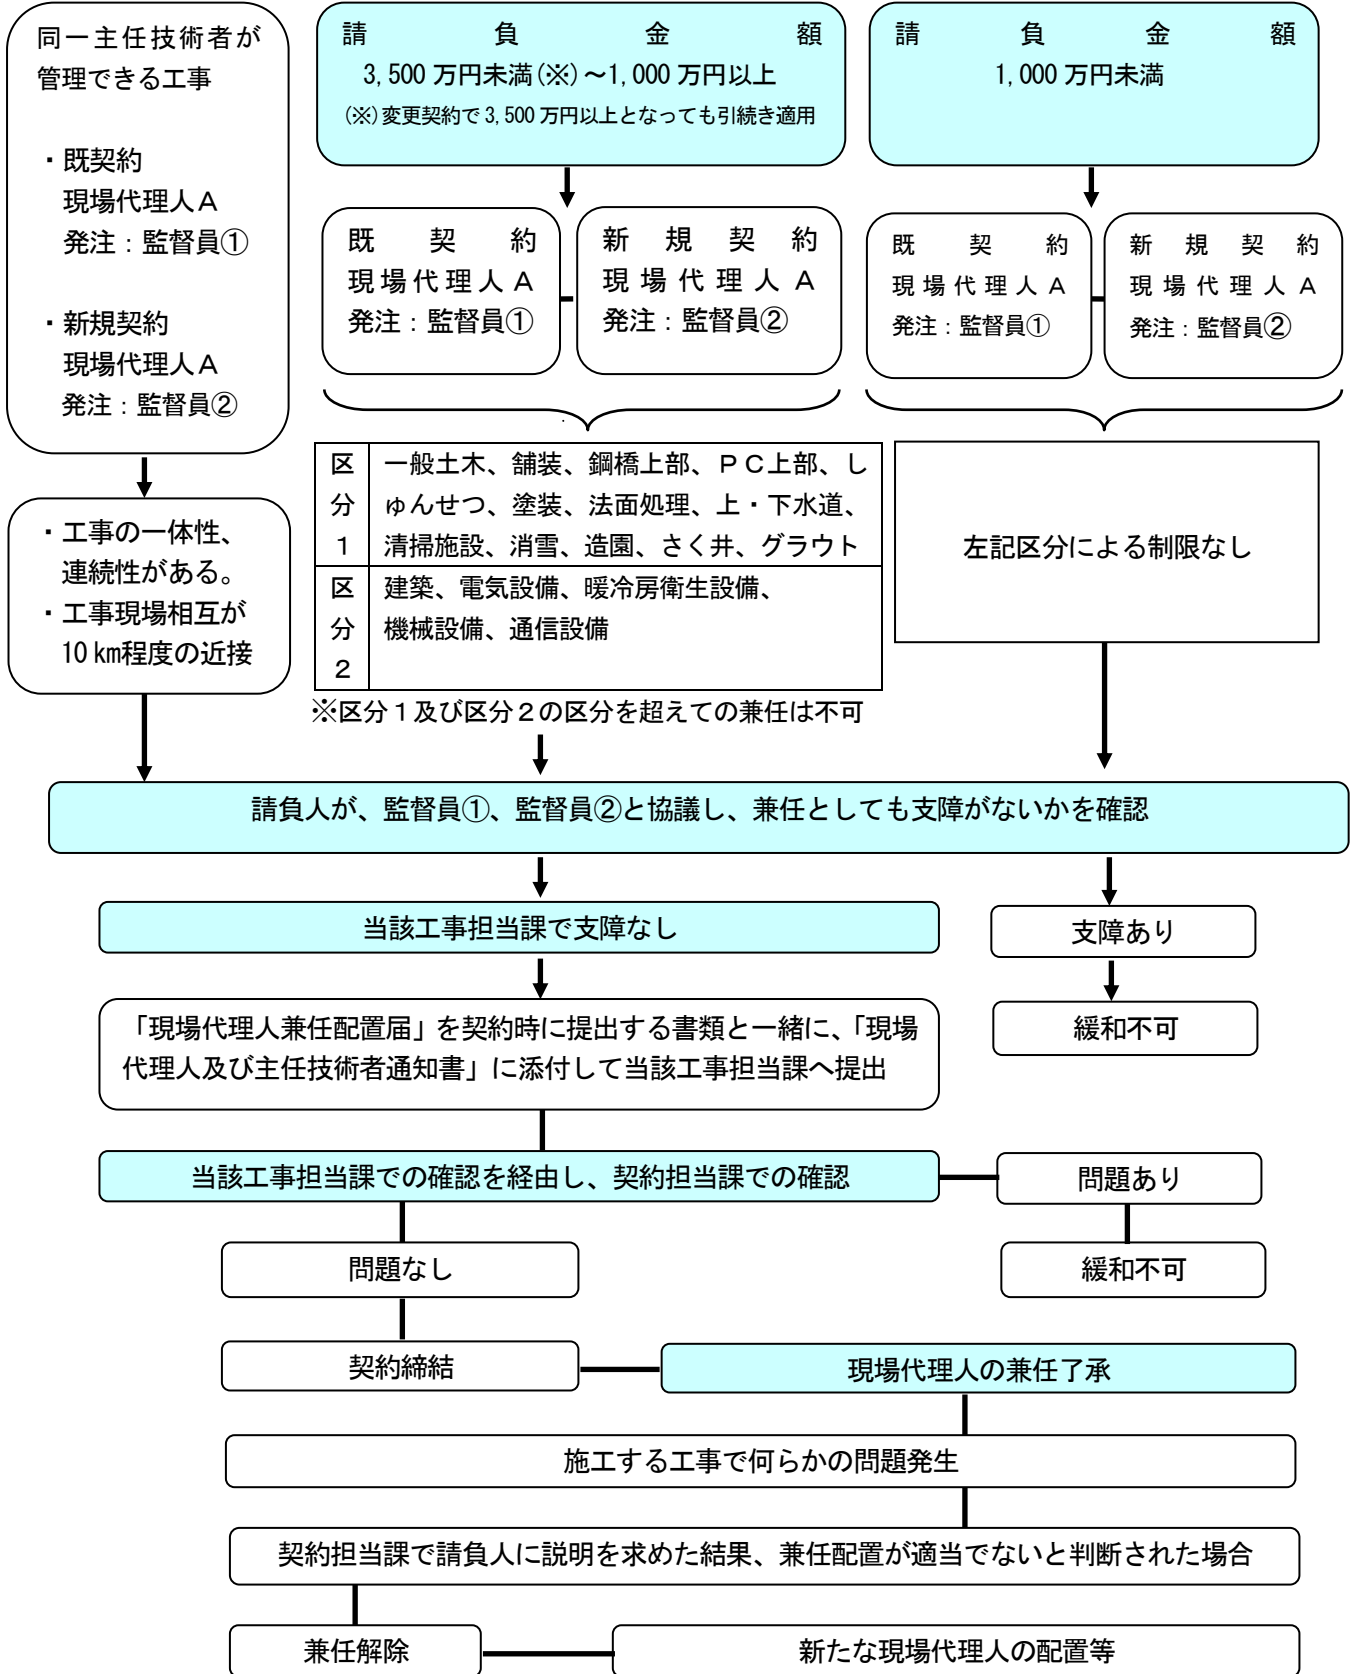 同一主任技術者が
管理できる工事
・既契約
現場代理人A
発注：監督員①
・新規契約
現場代理人A
発注：監督員②
・工事の一体性、
連続性がある。
・工事現場相互が
10㎞程度の近接
請負金額
3,500万円未満(※)～1,000万円以上
(※)変更契約で3,500万円以上となっても引続き適用
既契約
現場代理人A
発注：監督員①
新規契約
現場代理人A
発注：監督員②
請負金額
1,000万円未満
既契約
現場代理人A
発注：監督員①
新規契約
現場代理人A
発注：監督員②
区分1
一般土木、舗装、鋼橋上部、PC上部、し
ゅんせつ、塗装、法面処理、上・下水道、
清掃施設、消雪、造園、さく井、グラウト
区分2
建築、電気設備、暖冷房衛生設備、
機械設備、通信設備
※区分１及び区分２の区分を超えての兼任は不可
左記区分による制限なし
請負人が、監督員①、監督員②と協議し、兼任としても支障がないかを確認
当該工事担当課で支障なし
支障あり
緩和不可
「現場代理人兼任配置届」を契約時に提出する書類と一緒に、「現場
代理人及び主任技術者通知書」に添付して当該工事担当課へ提出
当該工事担当課での確認を経由し、契約担当課での確認
問題あり
緩和不可
問題なし
契約締結
現場代理人の兼任了承
施工する工事で何らかの問題発生
契約担当課で請負人に説明を求めた結果、兼任配置が適当でないと判断された場合
兼任解除
新たな現場代理人の配置等